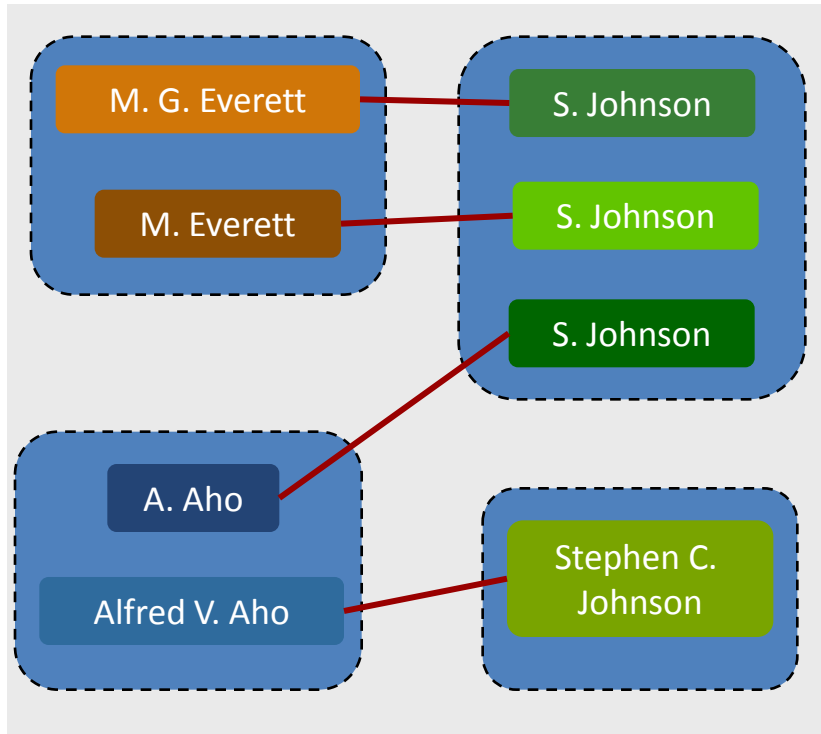 M. G. Everett
S. Johnson
M. Everett
S. Johnson
S. Johnson
A. Aho
Alfred V. Aho
Stephen C.
Johnson